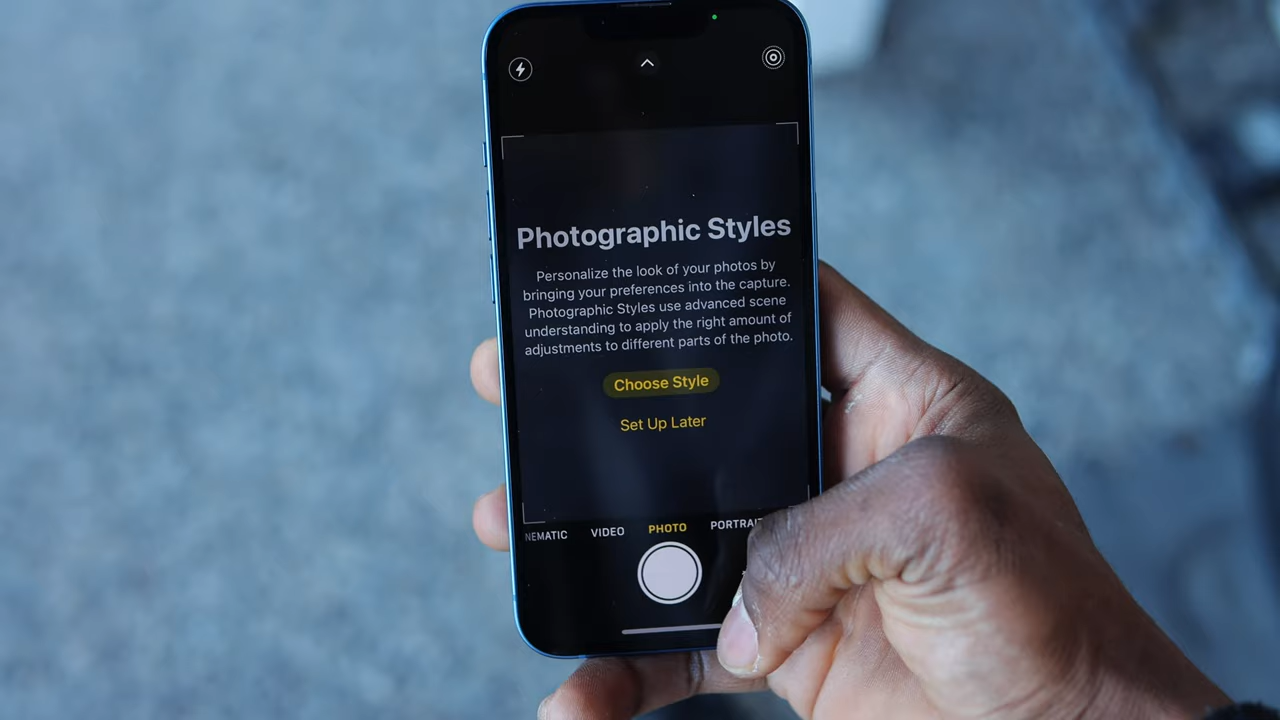 Photographic Styles
Personalize the look of your photos by
bringing your preferences into the capture.
Photographic Styles use advanced scene
understanding to apply the right amount of
adjustments to different parts of the photo.
Choose Style
Set Up Later
NEMATIC VIDEO PHOTO PORTRAI